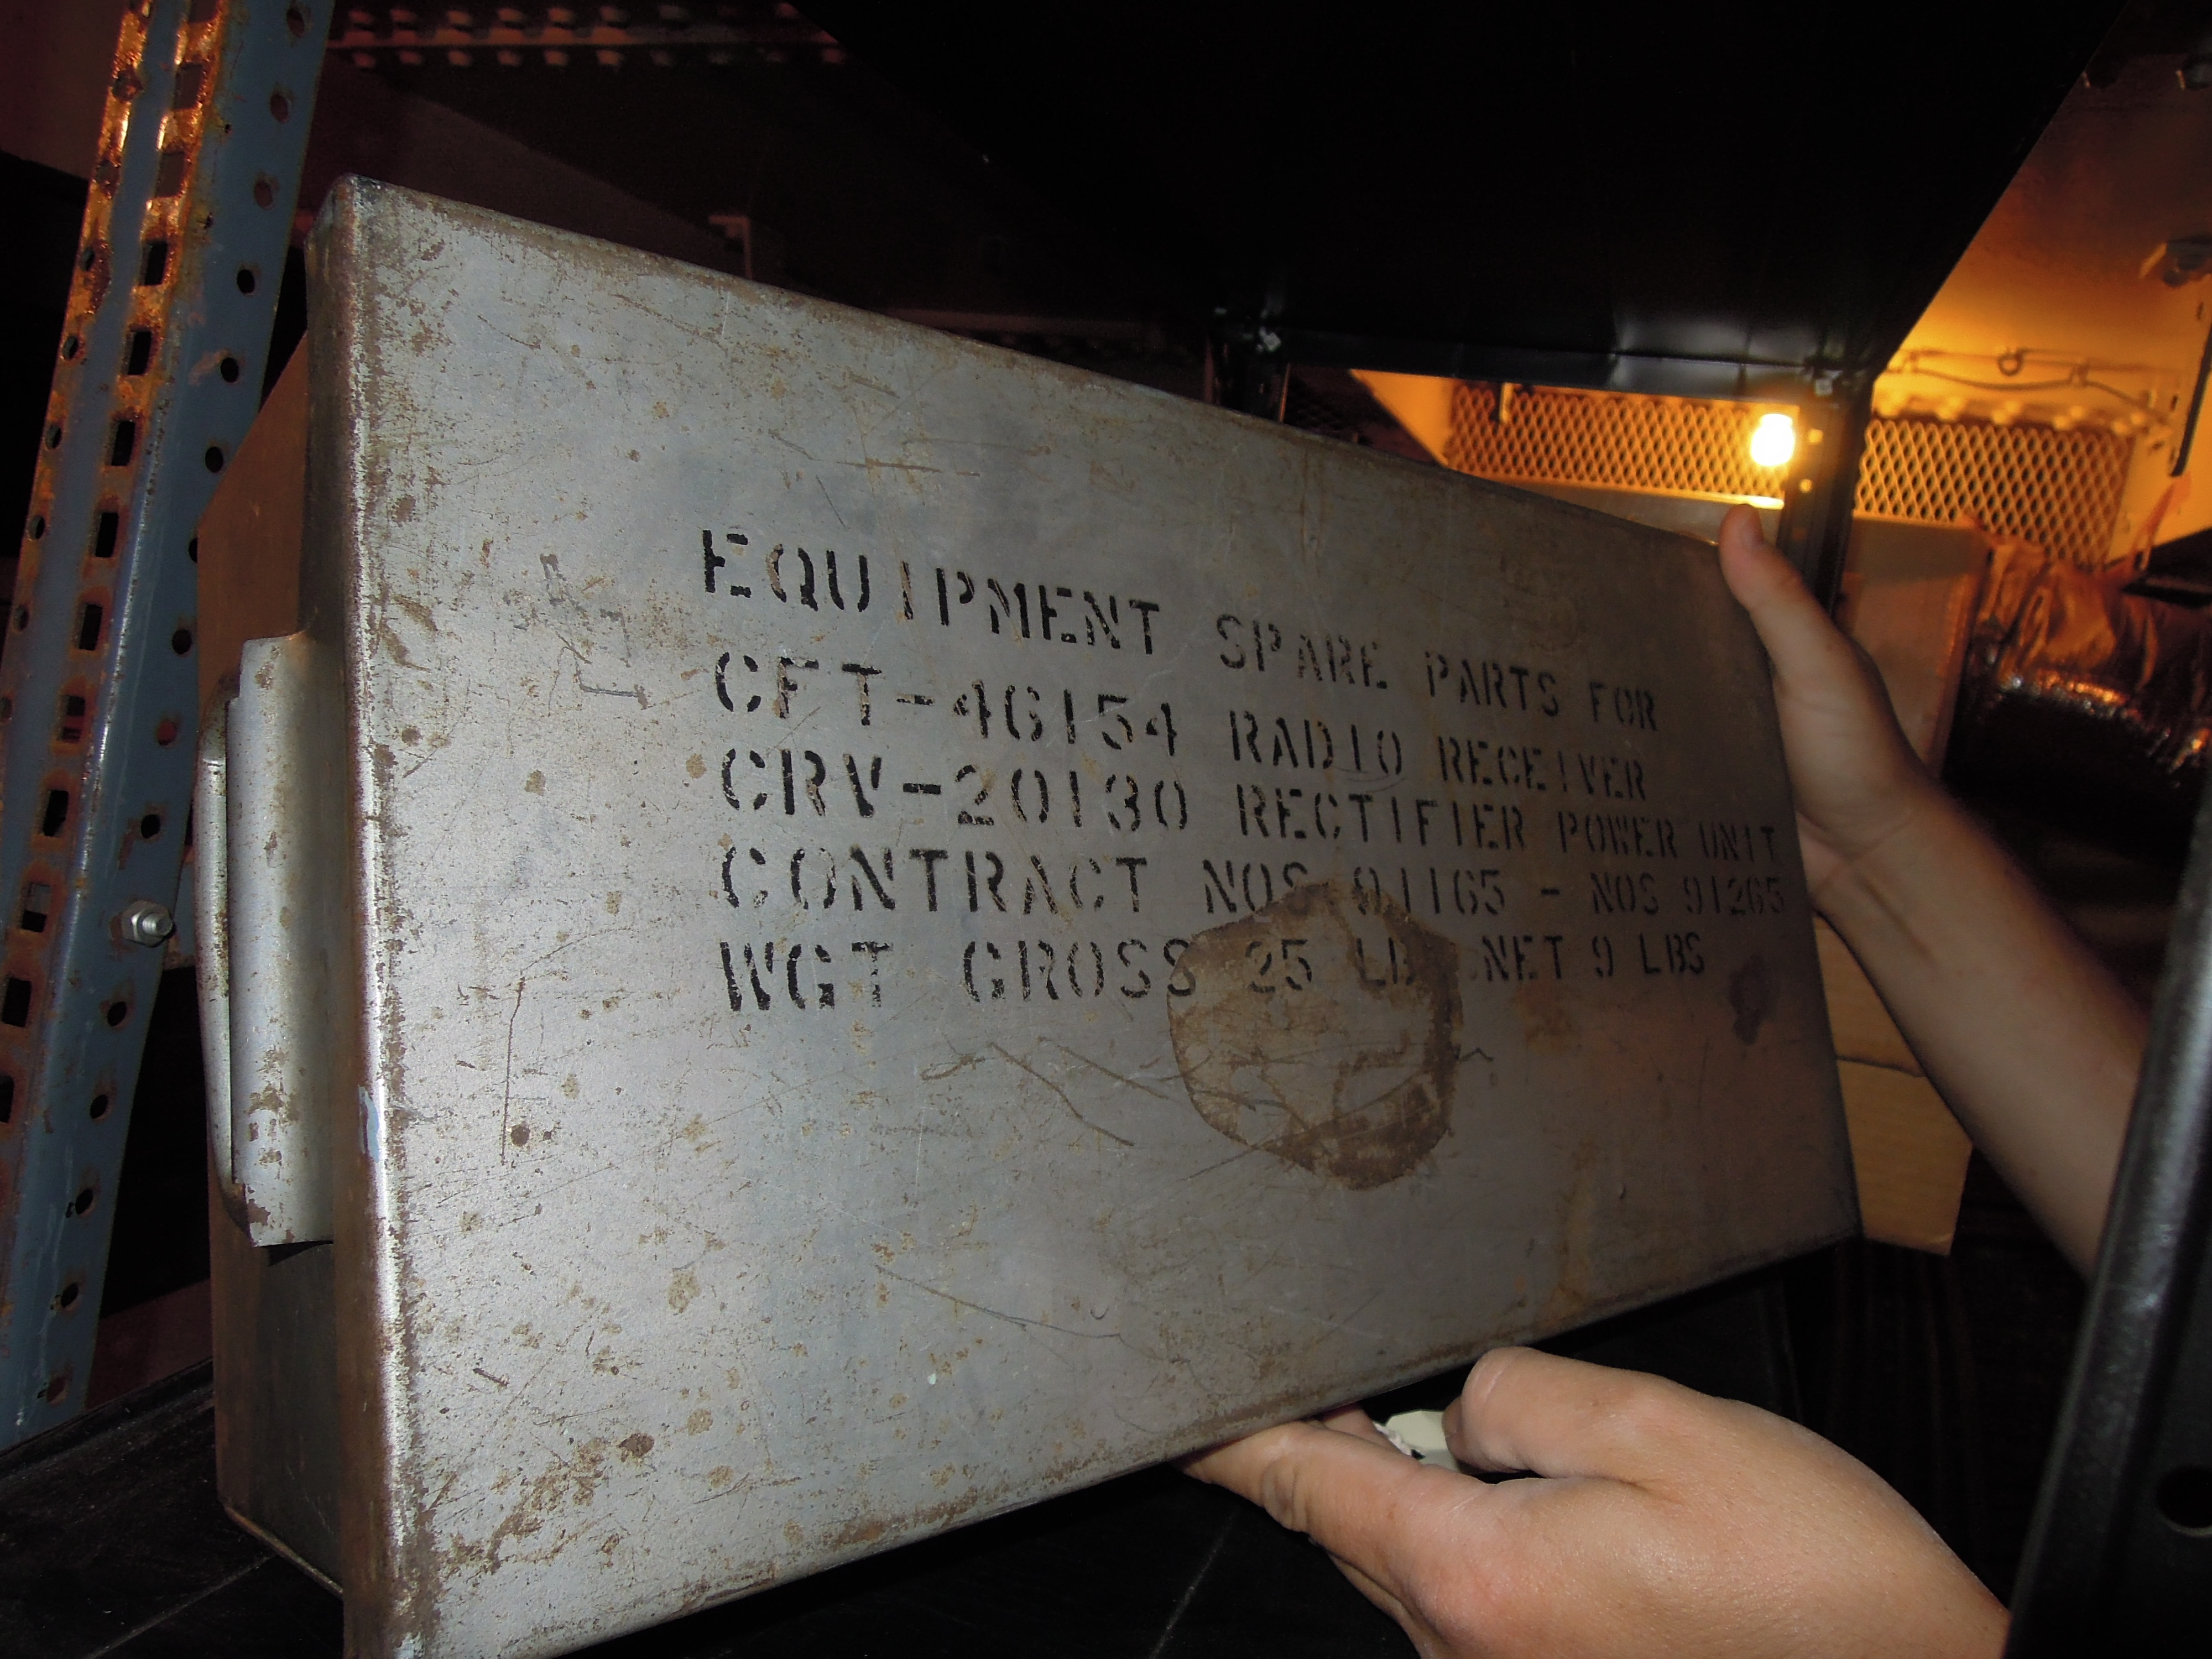 EQUIPMENT SPARE PARTS FOR
CFT-46154 RADIO RECEIVER
CRV-20130 RECTIFIER POWER UNIT
CONTRACT NOS 91165 - NOS 91265
WGT GROSS 25 LB NET 9 LBS